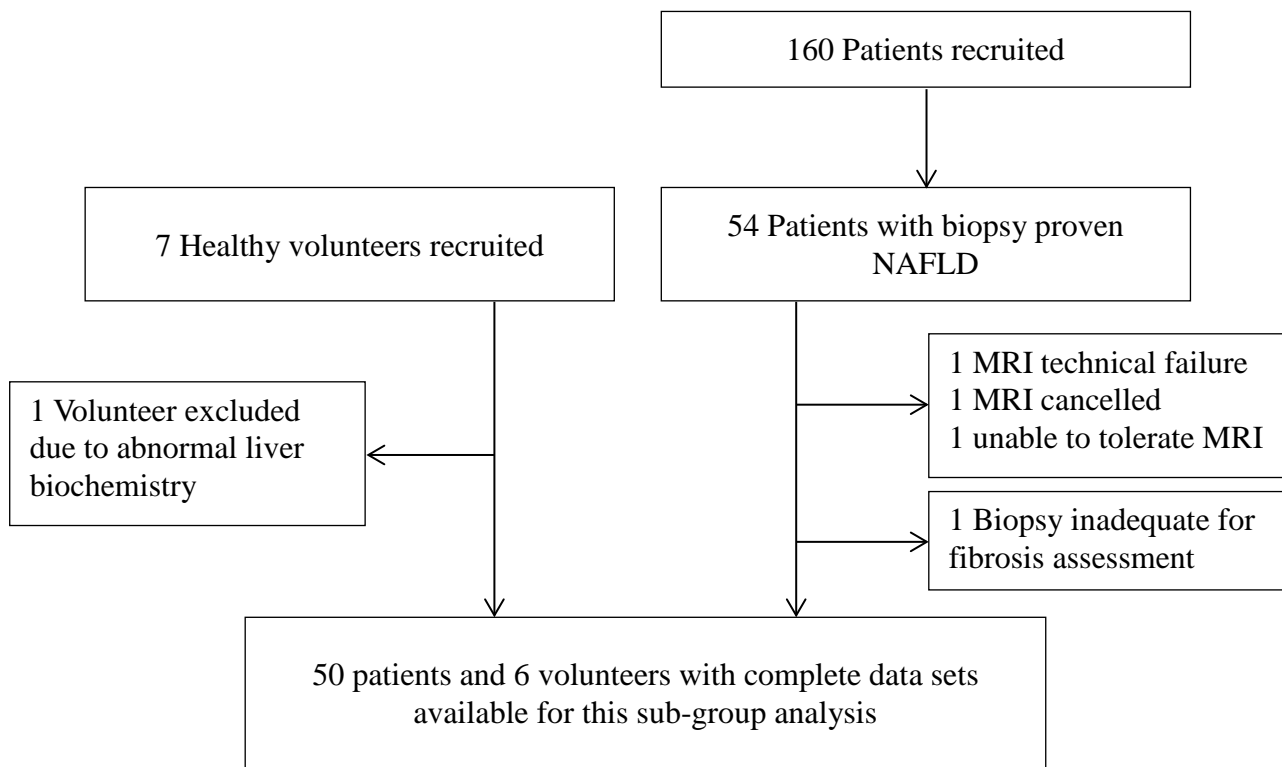 160 Patients recruited
7 Healthy volunteers recruited
54 Patients with biopsy proven
NAFLD
1 MRI technical failure
1 MRI cancelled
1 unable to tolerate MRI
1 Volunteer excluded
due to abnormal liver
biochemistry
1 Biopsy inadequate for
fibrosis assessment
50 patients and 6 volunteers with complete data sets
available for this sub-group analysis